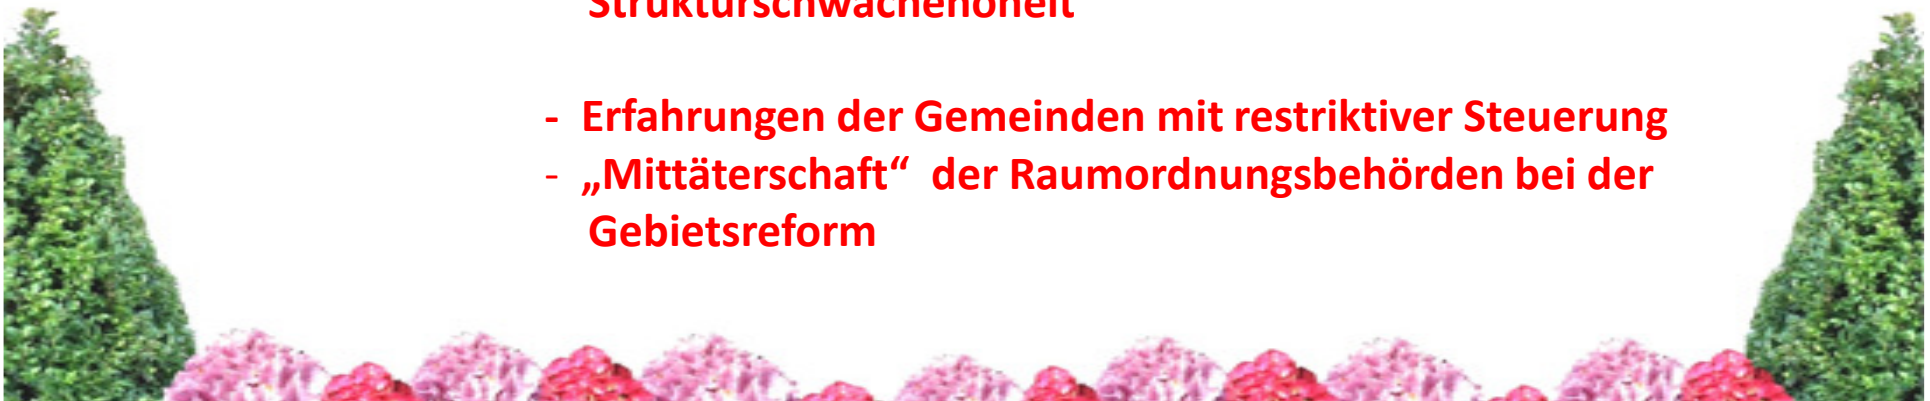 - Erfahrungen der Gemeinden mit restriktiver Steuerung
- „Mittäterschaft“ der Raumordnungsbehörden bei der
Gebietsreform